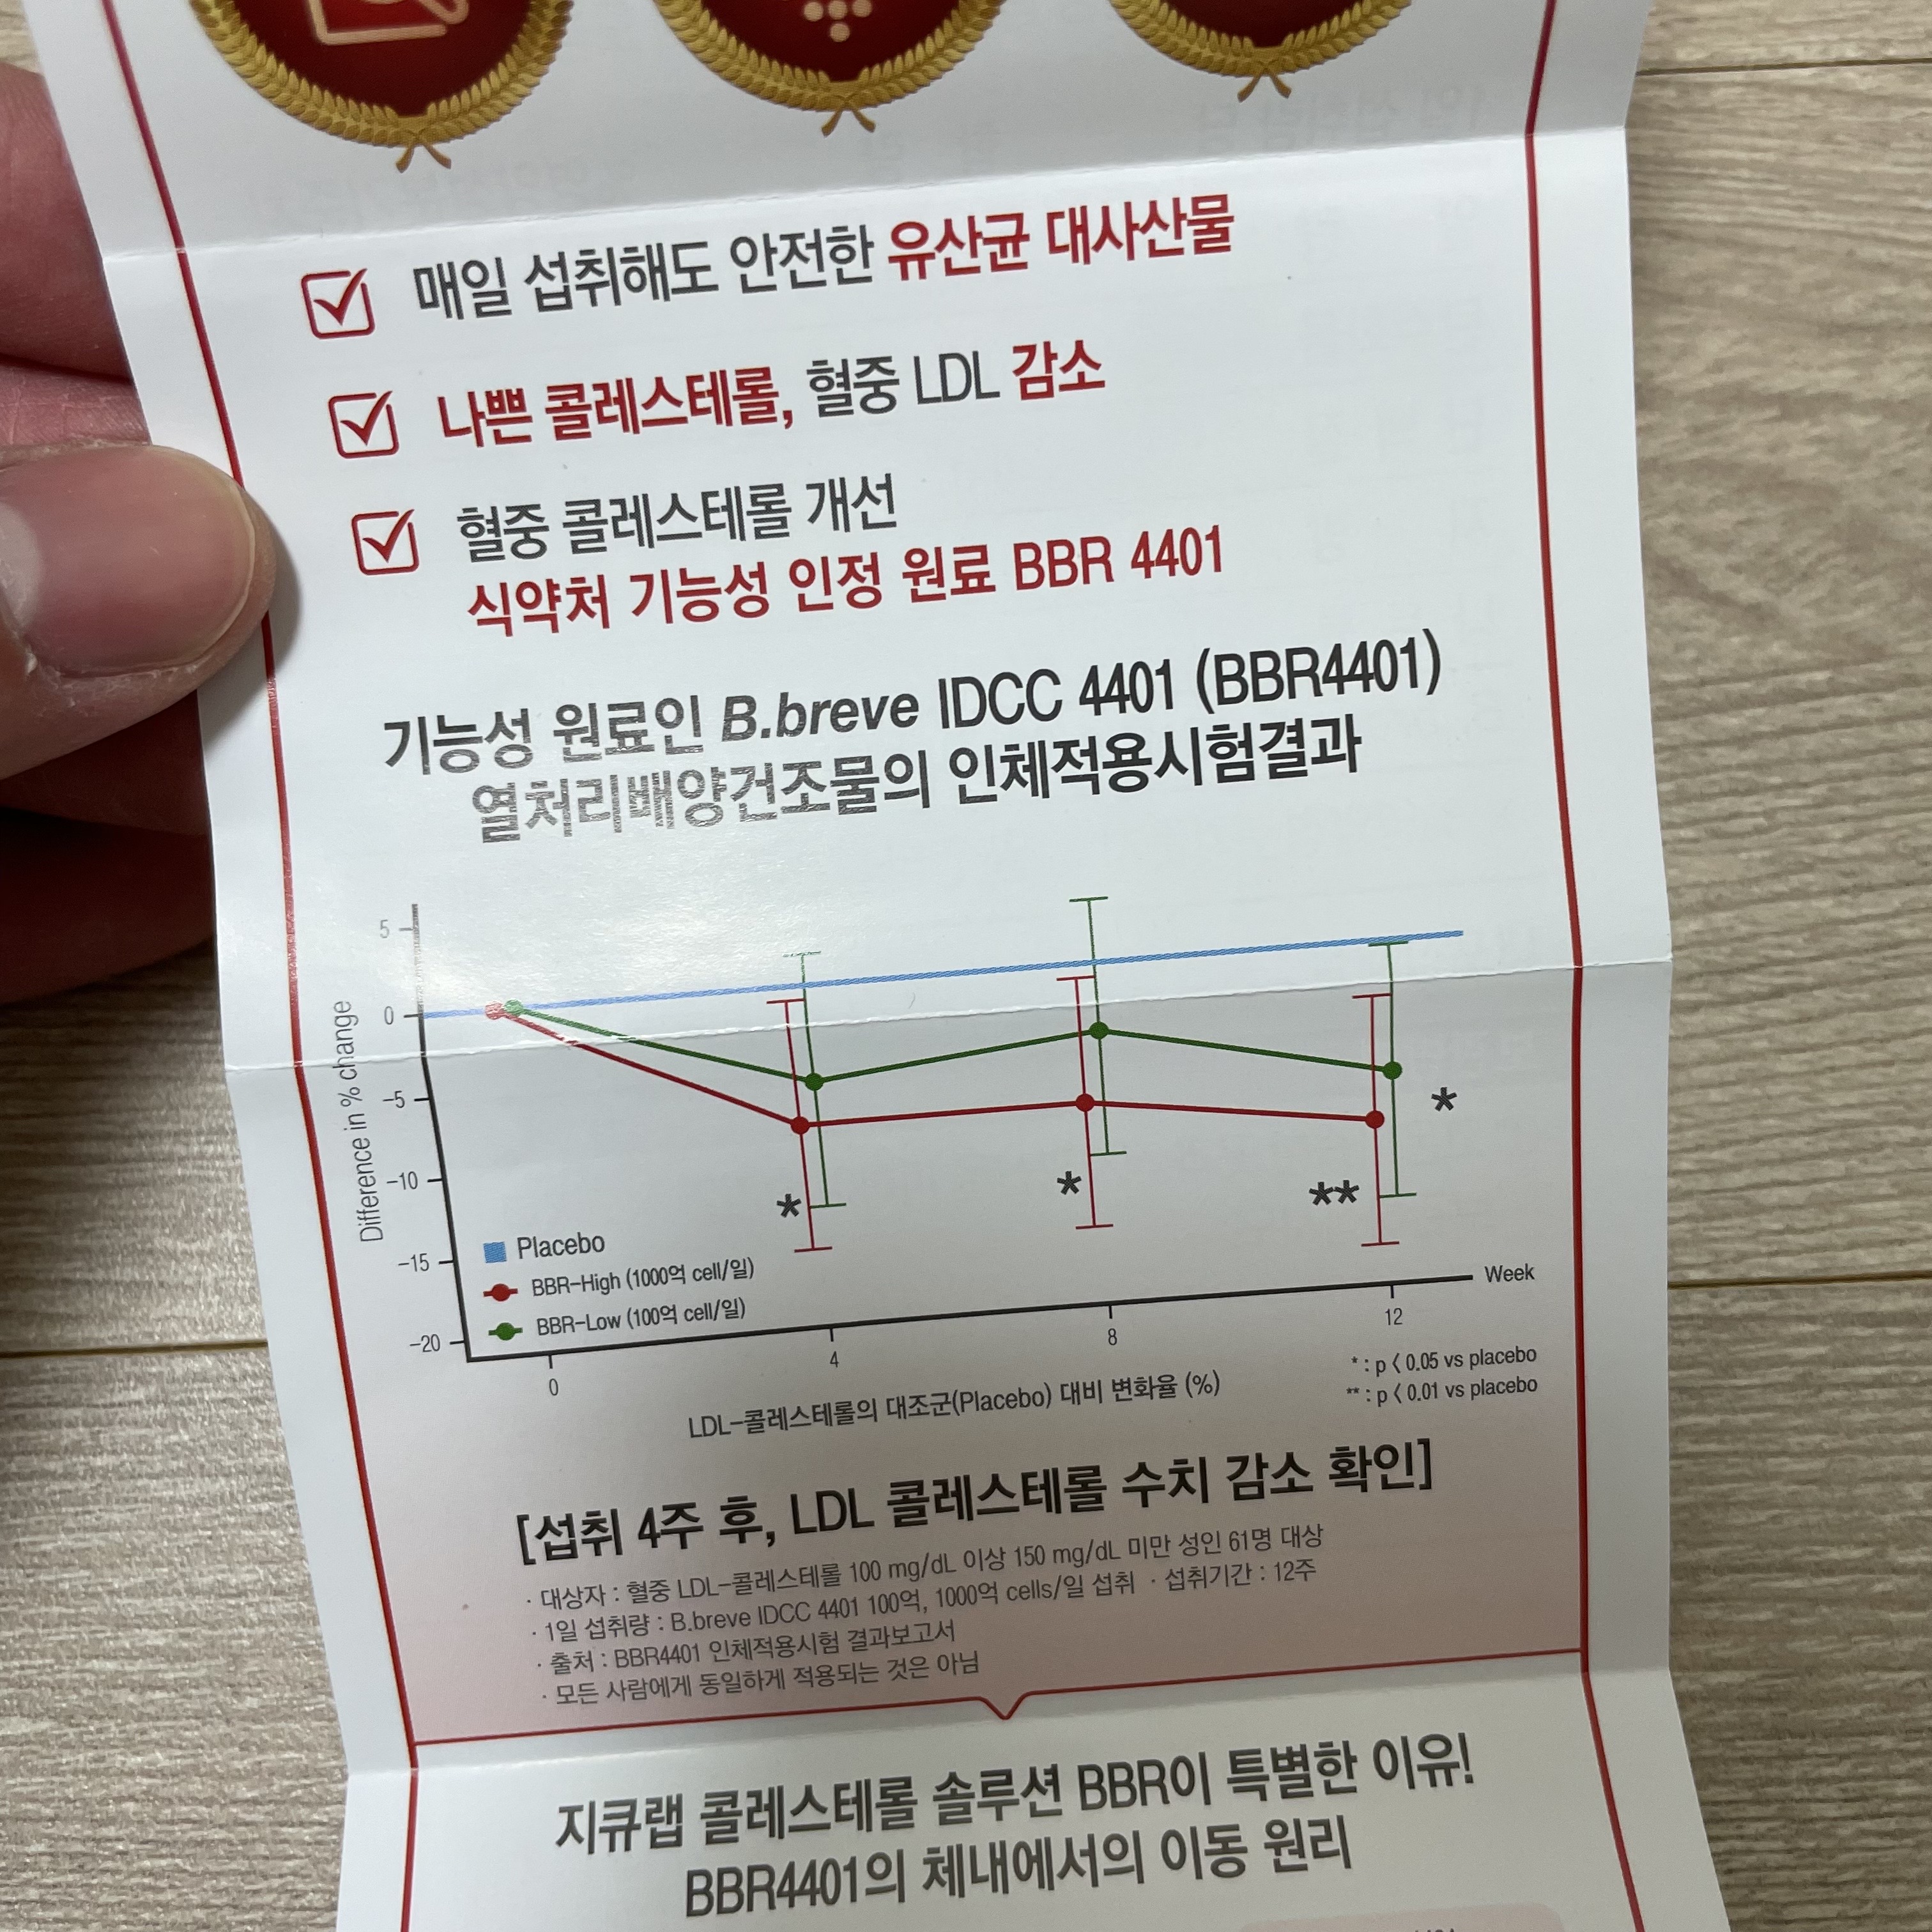 매일 섭취해도 안전한 유산균 대사산물
나쁜 콜레스테롤, 혈중 LDL 감소
혈중 콜레스테롤 개선
식약처 기능성 인정 원료 BBR 4401
기능성 원료인 B.breve IDCC 4401 (BBR4401)
열처리배양건조물의 인체적용시험결과
Difference in % change
5
0
-5
-10
-15
-20
*
*
**
*
Placebo
BBR-High (1000억 cell/일)
BBR-Low (100억 cell/일)
0
4
8
12
Week
* : p < 0.05 vs placebo
** : p < 0.01 vs placebo
LDL-콜레스테롤의 대조군(Placebo) 대비 변화율 (%)
[섭취 4주 후, LDL 콜레스테롤 수치 감소 확인]
· 대상자 : 혈중 LDL-콜레스테롤 100 mg/dL 이상 150 mg/dL 미만 성인 61명 대상
· 1일 섭취량 : B.breve IDCC 4401 100억, 1000억 cells/일 섭취 · 섭취기간 : 12주
· 출처 : BBR4401 인체적용시험 결과보고서
· 모든 사람에게 동일하게 적용되는 것은 아님
지큐랩 콜레스테롤 솔루션 BBR이 특별한 이유!
BBR4401의 체내에서의 이동 원리